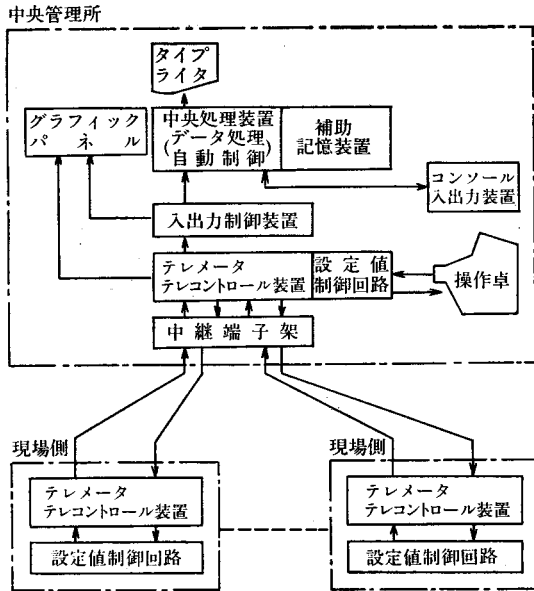 中央管理所
タイプ
ライタ
グラフィック
パネル
中央処理装置
(データ処理
自動制御)
補助
記憶装置
コンソール
入出力装置
入出力制御装置
テレメータ
テレコントロール装置
設定値
制御回路
操作卓
中継端子架
現場側
テレメータ
テレコントロール装置
設定値制御回路
現場側
テレメータ
テレコントロール装置
設定値制御回路